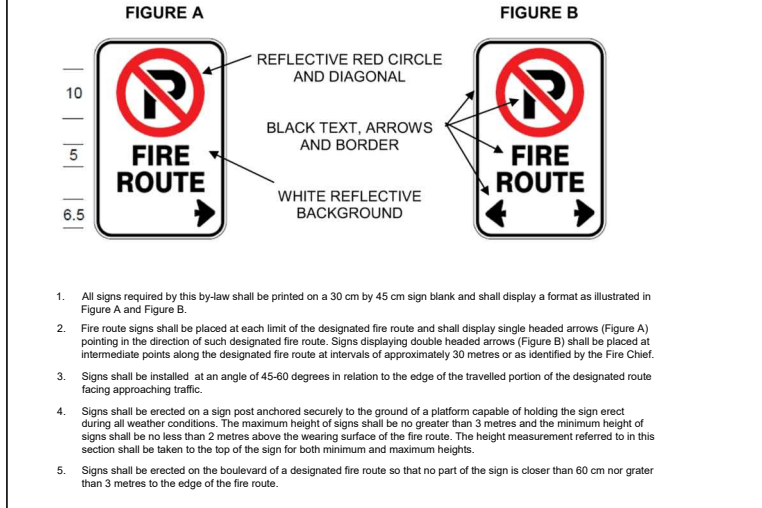 FIGURE A
FIGURE B
REFLECTIVE RED CIRCLE
AND DIAGONAL
10
P
P
BLACK TEXT, ARROWS
AND BORDER
5
FIRE
ROUTE
FIRE
ROUTE
WHITE REFLECTIVE
BACKGROUND
6.5
1. All signs required by this by-law shall be printed on a 30 cm by 45 cm sign blank and shall display a format as illustrated in
Figure A and Figure B.
2. Fire route signs shall be placed at each limit of the designated fire route and shall display single headed arrows (Figure A)
pointing in the direction of such designated fire route. Signs displaying double headed arrows (Figure B) shall be placed at
intermediate points along the designated fire route at intervals of approximately 30 metres or as identified by the Fire Chief.
3. Signs shall be installed at an angle of 45-60 degrees in relation to the edge of the travelled portion of the designated route
facing approaching traffic.
4. Signs shall be erected on a sign post anchored securely to the ground of a platform capable of holding the sign erect
during all weather conditions. The maximum height of signs shall be no greater than 3 metres and the minimum height of
signs shall be no less than 2 metres above the wearing surface of the fire route. The height measurement referred to in this
section shall be taken to the top of the sign for both minimum and maximum heights.
5. Signs shall be erected on the boulevard of a designated fire route so that no part of the sign is closer than 60 cm nor grater
than 3 metres to the edge of the fire route.